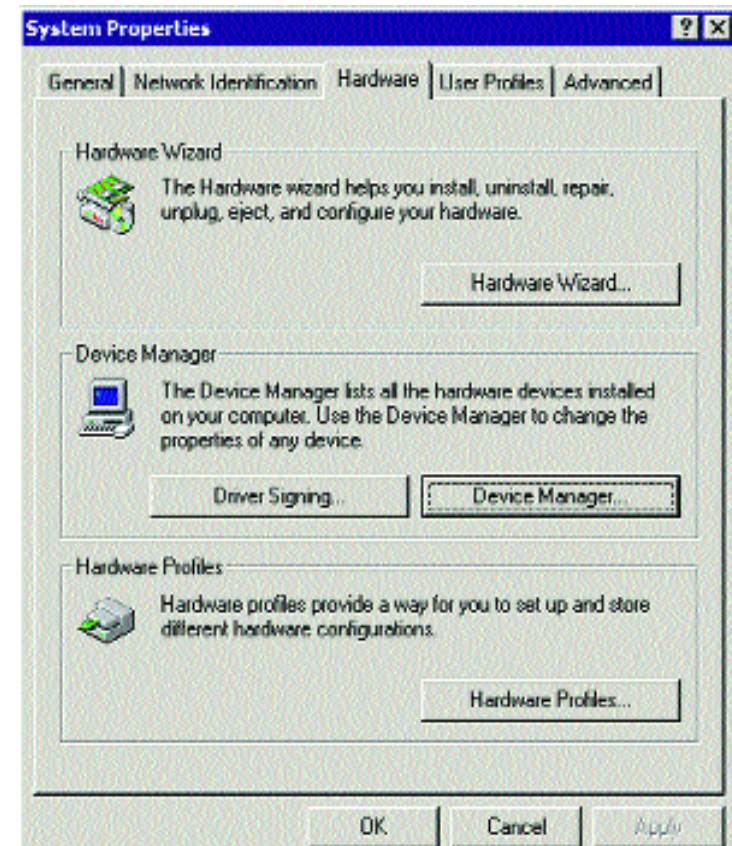 System Properties
General
Network Identification
Hardware
User Profiles
Advanced
Hardware Wizard
The Hardware wizard helps you install, uninstall, repair,
unplug, eject, and configure your hardware.
Hardware Wizard...
Device Manager
The Device Manager lists all the hardware devices installed
on your computer. Use the Device Manager to change the
properties of any device.
Driver Signing...
Device Manager...
Hardware Profiles
Hardware profiles provide a way for you to set up and store
different hardware configurations.
Hardware Profiles...
OK
Cancel
Apply